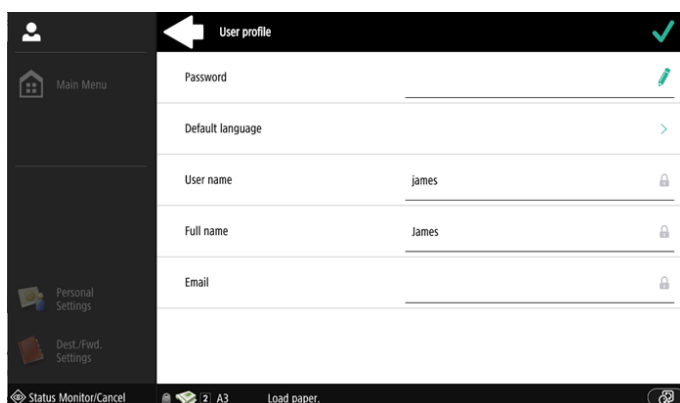 User profile
Main Menu
Password
Default language
User name
james
Full name
James
Email
Personal
Settings
Dest./Fwd.
Settings
Status Monitor/Cancel
2 A3 Load paper.